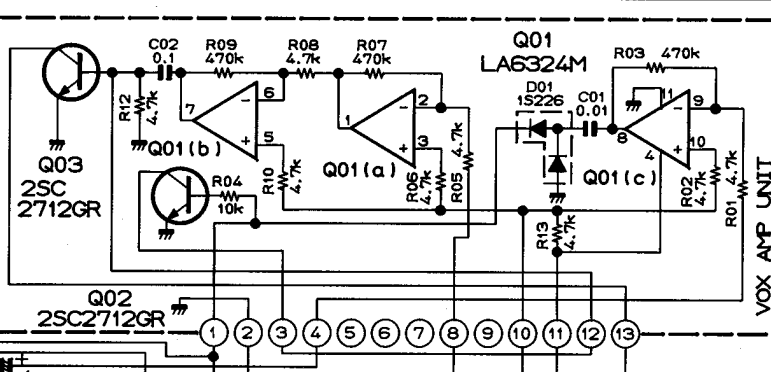 C02
0.1
R09
470k
R08
4.7k
R07
470k
Q01
LA6324M
R03 470k
D01
1S226
C01
0.01
R12
4.7k
7
6
5
Q01(b)
1
2
3
Q01(a)
8
11
9
10
4
Q01(c)
Q03
2SC
2712GR
R04
10k
R10
4.7k
R06
4.7k
R05
4.7k
R13
4.7k
R02
4.7k
R01
4.7k
VOX AMP UNIT
Q02
2SC2712GR
1 2 3 4 5 6 7 8 9 10 11 12 13
+